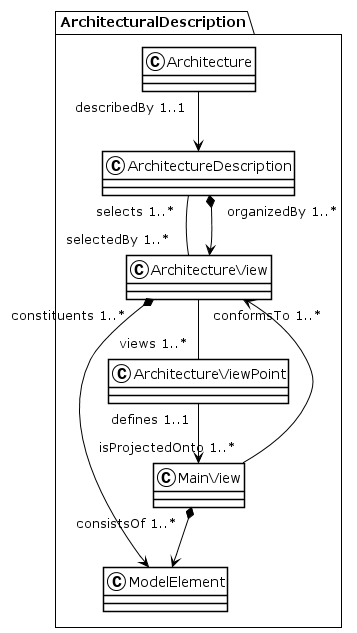 ArchitecturalDescription
C Architecture
describedBy 1..1
C ArchitectureDescription
selects 1..*
organizedBy 1..*
selectedBy 1..*
C ArchitectureView
constituents 1..*
conformsTo 1..*
views 1..*
C ArchitectureViewPoint
defines 1..1
isProjectedOnto 1..*
C MainView
consistsOf 1..*
C ModelElement